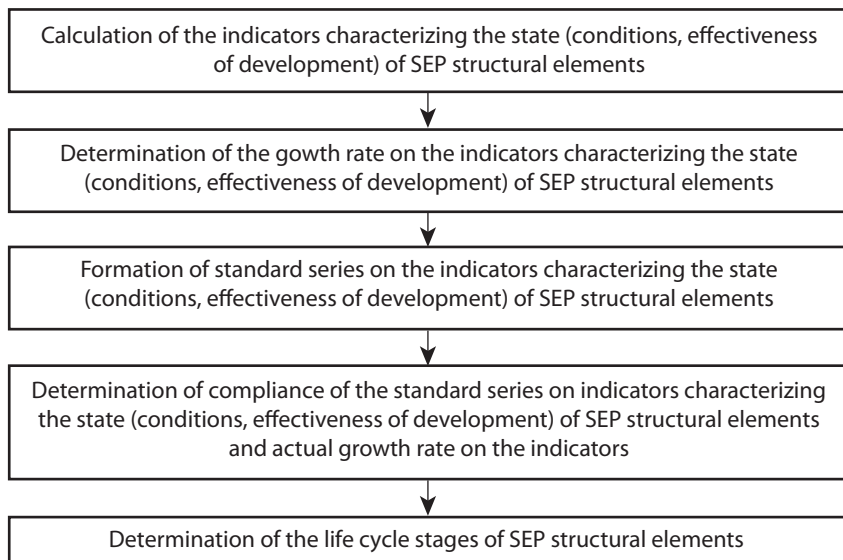 Calculation of the indicators characterizing the state (conditions, effectiveness
of development) of SEP structural elements
Determination of the gowth rate on the indicators characterizing the state
(conditions, effectiveness of development) of SEP structural elements
Formation of standard series on the indicators characterizing the state
(conditions, effectiveness of development) of SEP structural elements
Determination of compliance of the standard series on indicators characterizing
the state (conditions, effectiveness of development) of SEP structural elements
and actual growth rate on the indicators
Determination of the life cycle stages of SEP structural elements